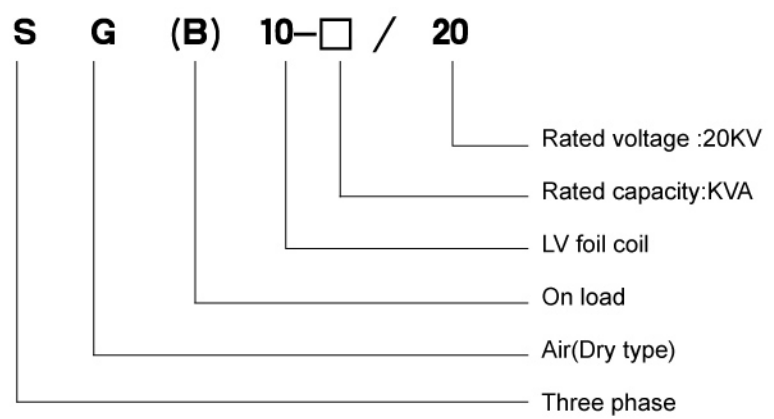 S G (B) 10-□ / 20
Rated voltage :20KV
Rated capacity:KVA
LV foil coil
On load
Air(Dry type)
Three phase